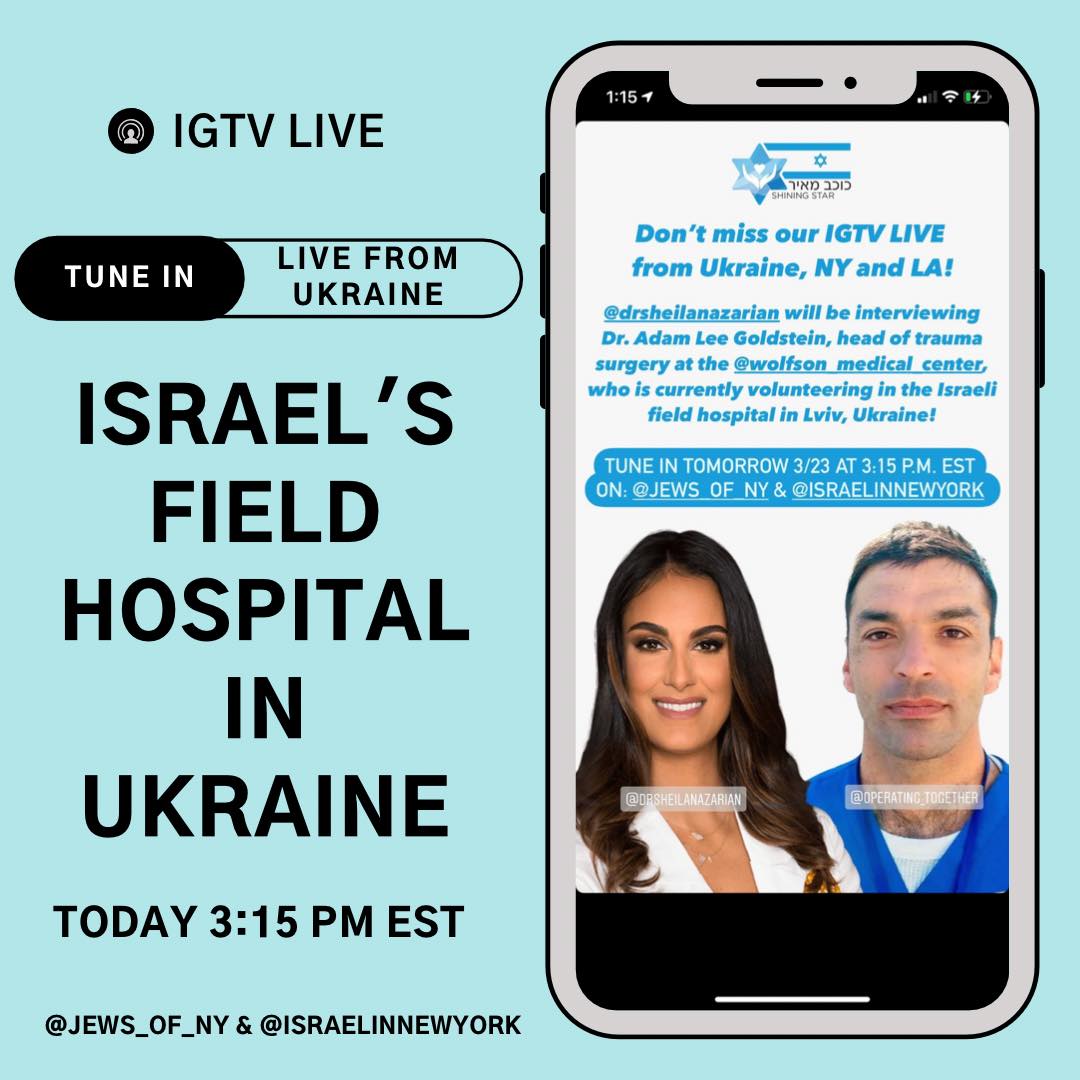 IGTV LIVE
TUNE IN
LIVE FROM
UKRAINE
ISRAEL'S
FIELD
HOSPITAL
IN
UKRAINE
TODAY 3:15 PM EST
@JEWS_OF_NY & @ISRAELINNEWYORK
1:15
כוכב מאיר
SHINING STAR
Don't miss our IGTV LIVE
from Ukraine, NY and LA!
@drsheilanazarian will be interviewing
Dr. Adam Lee Goldstein, head of trauma
surgery at the @wolfson_medical_center,
who is currently volunteering in the Israeli
field hospital in Lviv, Ukraine!
TUNE IN TOMORROW 3/23 AT 3:15 P.M. EST
ON: @JEWS_OF_NY & @ISRAELINNEWYORK
@DRSHEILANAZARIAN
@OPERATING_TOGETHER